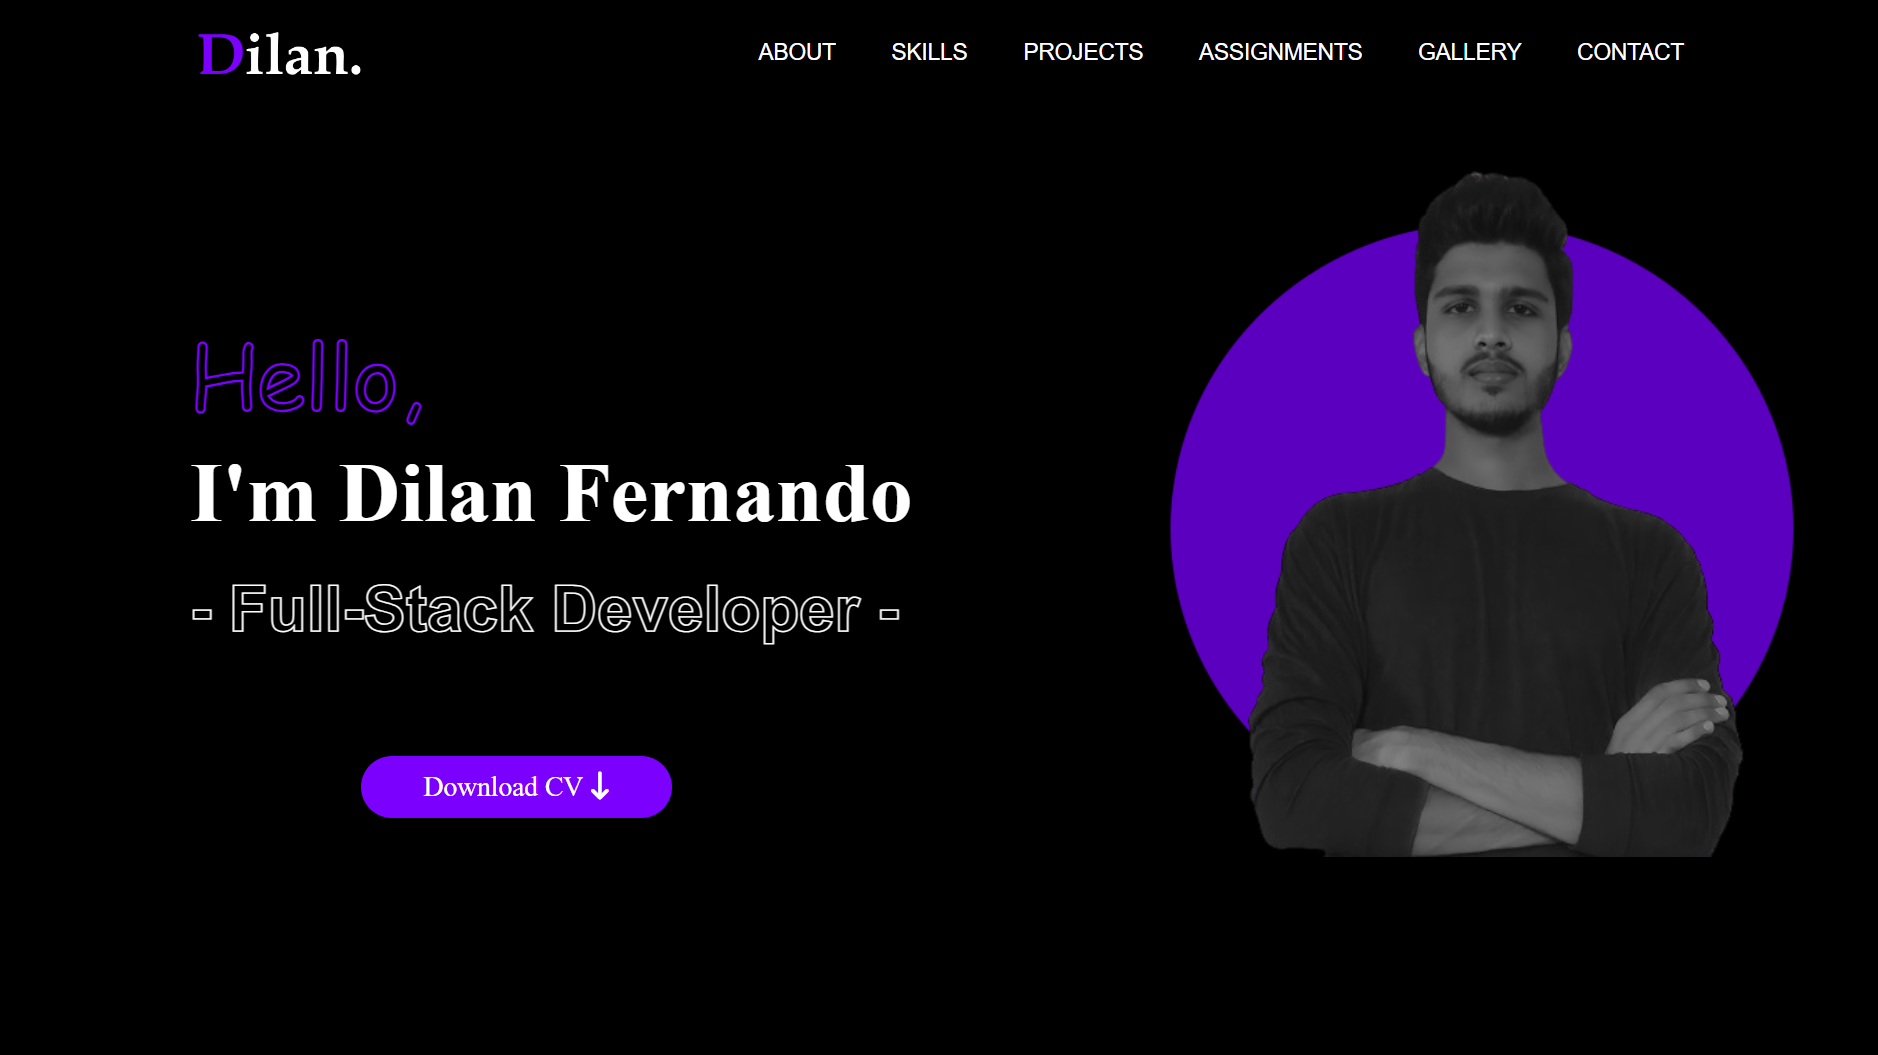 Dilan.
ABOUT SKILLS PROJECTS ASSIGNMENTS GALLERY CONTACT
Hello,
I'm Dilan Fernando
- Full-Stack Developer -
Download CV